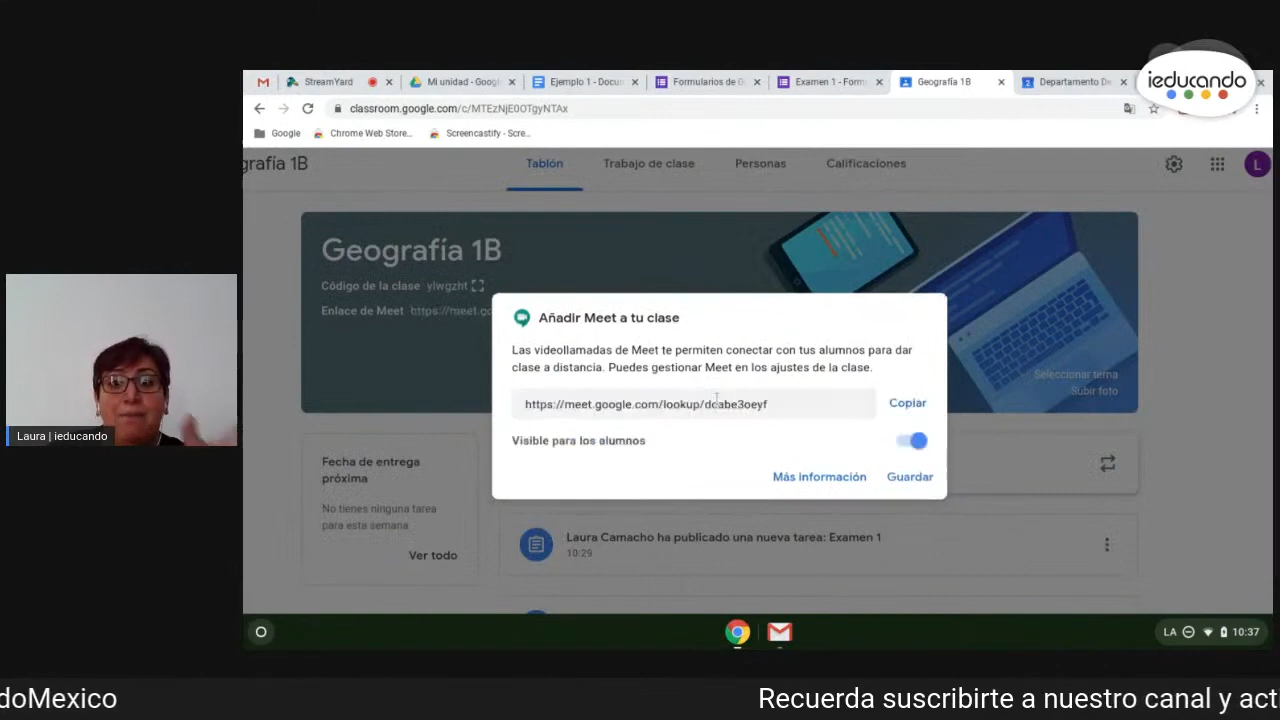 ieducando
StreamYard
Mi unidad - Googl
Ejemplo 1 - Docu
Formularios de G
Examen 1 - Form
Geografía 1B
Departamento De
classroom.google.com/c/MTEzNjE0OTgyNTAx
Google
Chrome Web Store...
Screencastify - Scre...
grafía 1B
Tablón
Trabajo de clase
Personas
Calificaciones
L
Geografía 1B
Código de la clase ylwgzht
Enlace de Meet https://meet.go
Seleccionar tema
Subir foto
Añadir Meet a tu clase
Las videollamadas de Meet te permiten conectar con tus alumnos para dar
clase a distancia. Puedes gestionar Meet en los ajustes de la clase.
https://meet.google.com/lookup/dcabe3oeyf
Copiar
Visible para los alumnos
Más información
Guardar
Fecha de entrega
próxima
No tienes ninguna tarea
para esta semana
Ver todo
Laura Camacho ha publicado una nueva tarea: Examen 1
10:29
Laura | ieducando
LA
10:37
doMexico
Recuerda suscribirte a nuestro canal y act